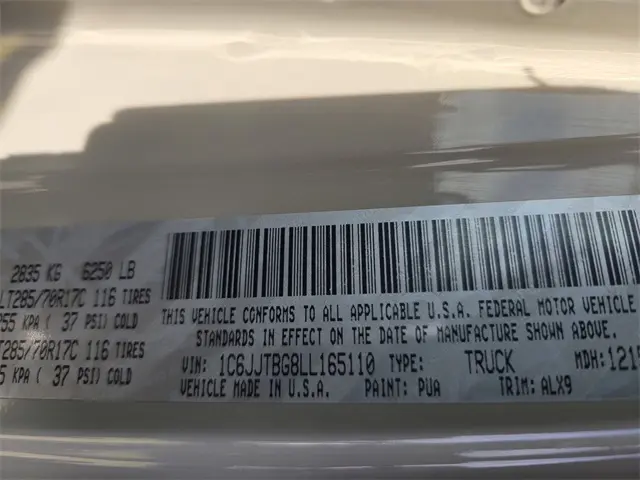 2835 KG 6250 LB
LT285/70R17C 116 TIRES
255 KPA ( 37 PSI) COLD
T285/70R17C 116 TIRES
5 KPA ( 37 PSI) COLD
THIS VEHICLE CONFORMS TO ALL APPLICABLE U.S.A. FEDERAL MOTOR VEHICLE
STANDARDS IN EFFECT ON THE DATE OF MANUFACTURE SHOWN ABOVE.
VIN: 1C6JJTBG8LL165110 TYPE: TRUCK MDH:121
VEHICLE MADE IN U.S.A. PAINT: PUA TRIM: ALX9